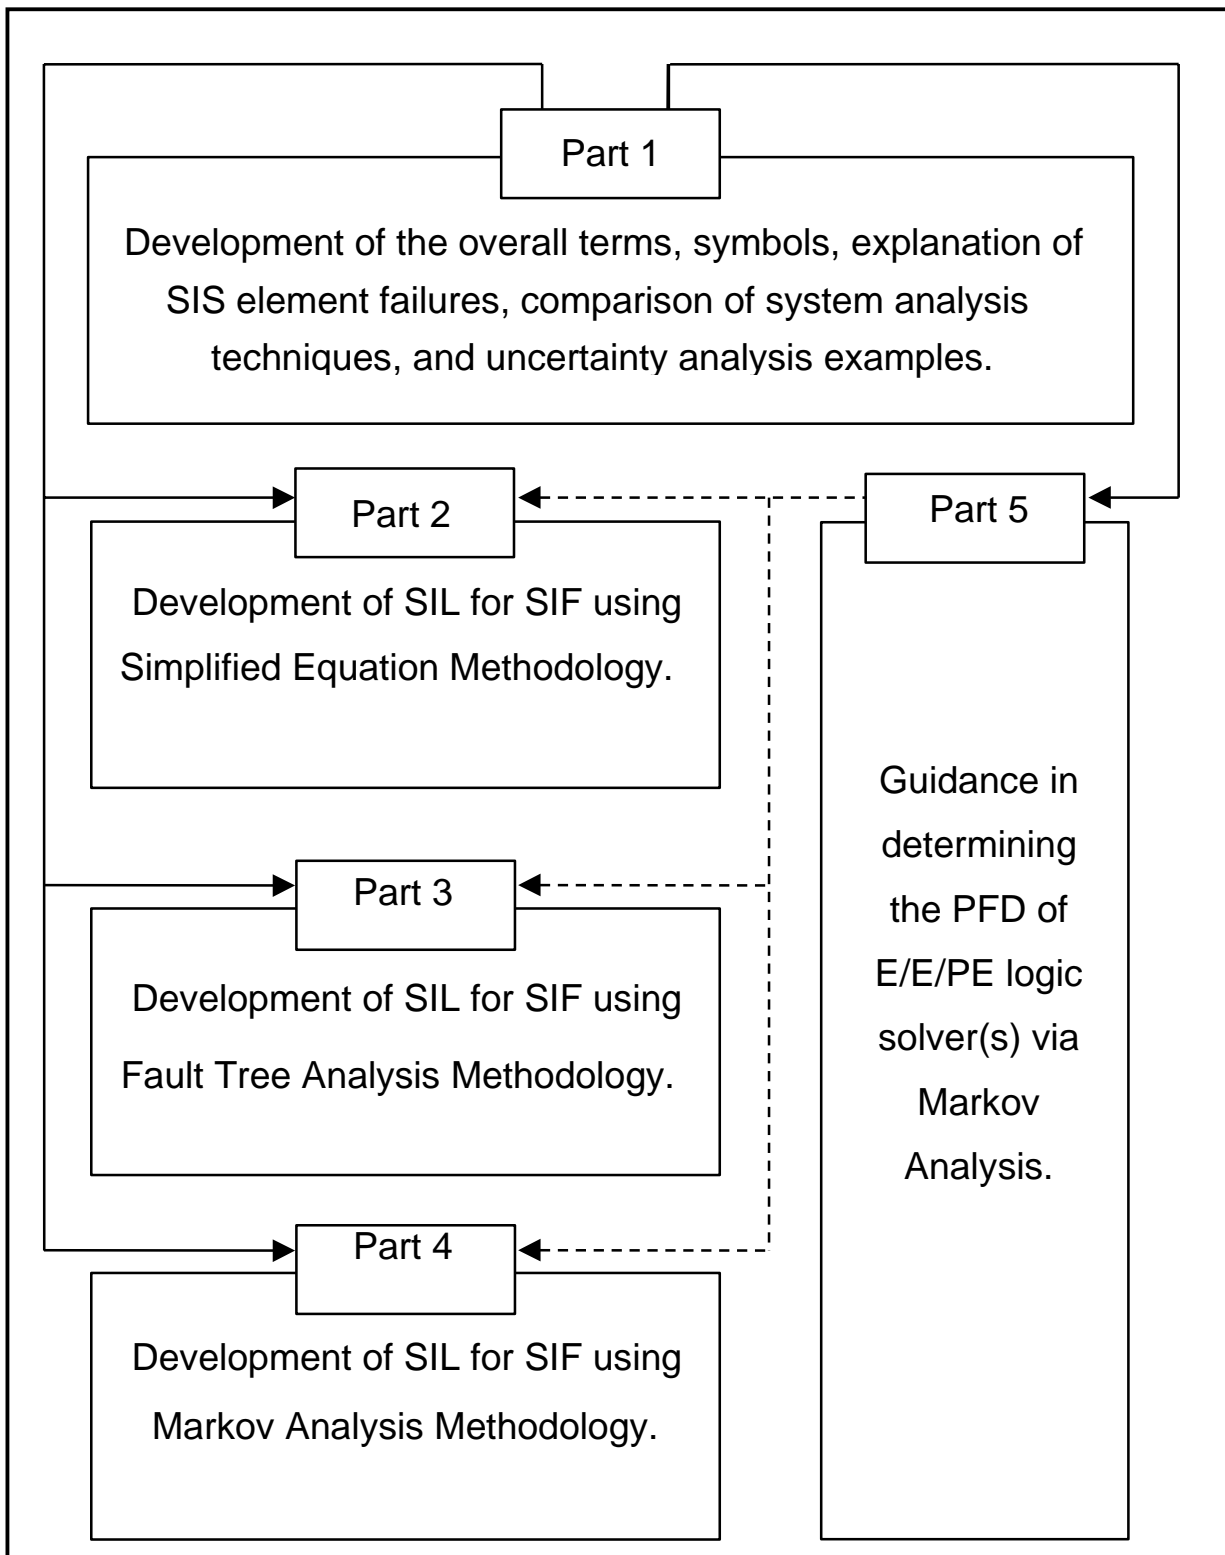 Part 1
Development of the overall terms, symbols, explanation of
SIS element failures, comparison of system analysis
techniques, and uncertainty analysis examples.
Part 2
Development of SIL for SIF using
Simplified Equation Methodology.
Part 3
Development of SIL for SIF using
Fault Tree Analysis Methodology.
Part 4
Development of SIL for SIF using
Markov Analysis Methodology.
Part 5
Guidance in
determining
the PFD of
E/E/PE logic
solver(s) via
Markov
Analysis.